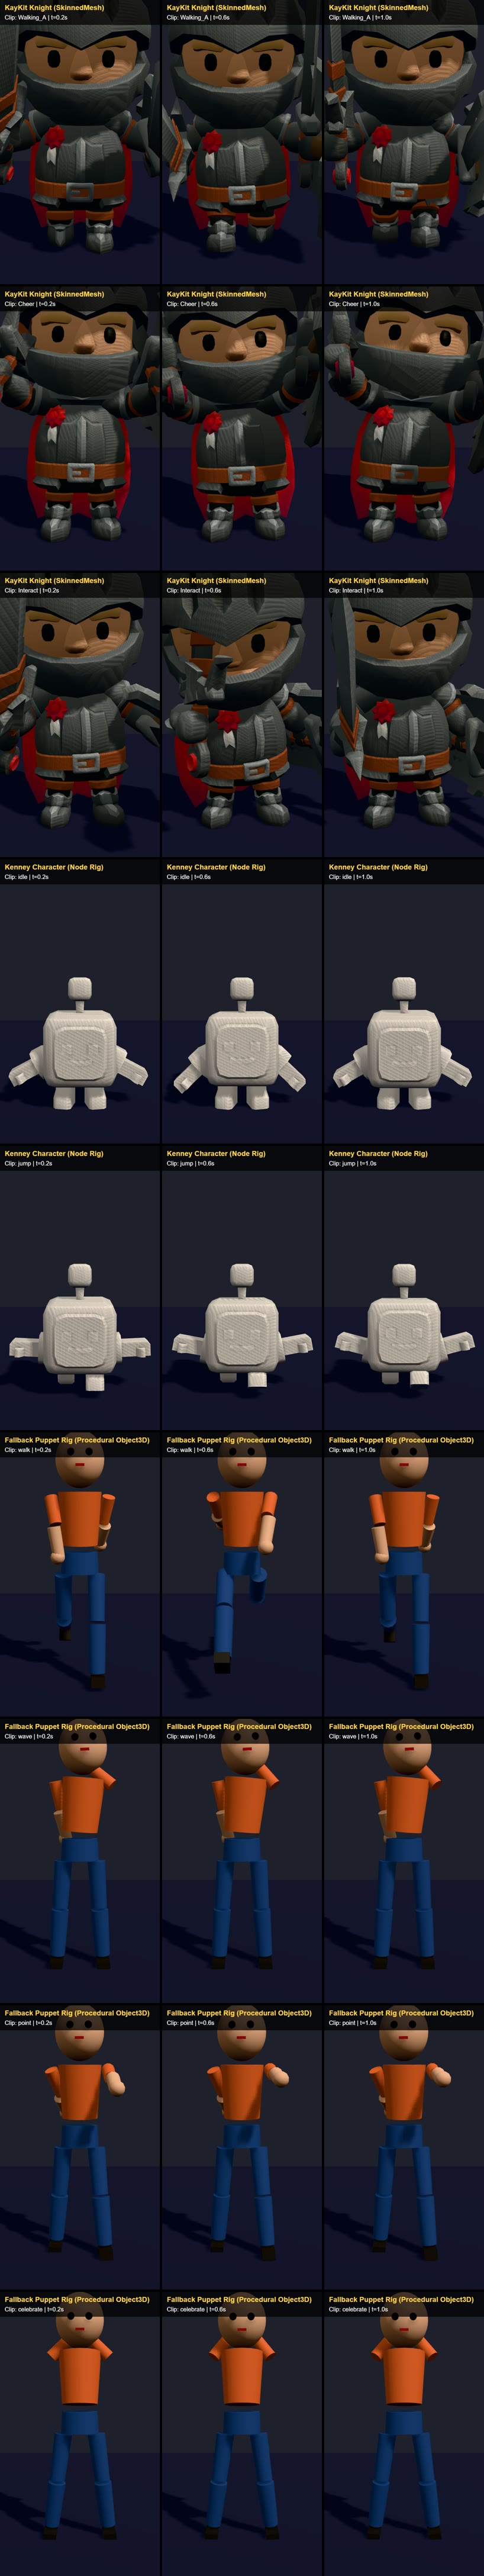 KayKit Knight (SkinnedMesh)
Clip: Walking_A | t=0.2s
KayKit Knight (SkinnedMesh)
Clip: Walking_A | t=0.6s
KayKit Knight (SkinnedMesh)
Clip: Walking_A | t=1.0s
KayKit Knight (SkinnedMesh)
Clip: Cheer | t=0.2s
KayKit Knight (SkinnedMesh)
Clip: Cheer | t=0.6s
KayKit Knight (SkinnedMesh)
Clip: Cheer | t=1.0s
KayKit Knight (SkinnedMesh)
Clip: Interact | t=0.2s
KayKit Knight (SkinnedMesh)
Clip: Interact | t=0.6s
KayKit Knight (SkinnedMesh)
Clip: Interact | t=1.0s
Kenney Character (Node Rig)
Clip: idle | t=0.2s
Kenney Character (Node Rig)
Clip: idle | t=0.6s
Kenney Character (Node Rig)
Clip: idle | t=1.0s
Kenney Character (Node Rig)
Clip: jump | t=0.2s
Kenney Character (Node Rig)
Clip: jump | t=0.6s
Kenney Character (Node Rig)
Clip: jump | t=1.0s
Fallback Puppet Rig (Procedural Object3D)
Clip: walk | t=0.2s
Fallback Puppet Rig (Procedural Object3D)
Clip: walk | t=0.6s
Fallback Puppet Rig (Procedural Object3D)
Clip: walk | t=1.0s
Fallback Puppet Rig (Procedural Object3D)
Clip: wave | t=0.2s
Fallback Puppet Rig (Procedural Object3D)
Clip: wave | t=0.6s
Fallback Puppet Rig (Procedural Object3D)
Clip: wave | t=1.0s
Fallback Puppet Rig (Procedural Object3D)
Clip: point | t=0.2s
Fallback Puppet Rig (Procedural Object3D)
Clip: point | t=0.6s
Fallback Puppet Rig (Procedural Object3D)
Clip: point | t=1.0s
Fallback Puppet Rig (Procedural Object3D)
Clip: celebrate | t=0.2s
Fallback Puppet Rig (Procedural Object3D)
Clip: celebrate | t=0.6s
Fallback Puppet Rig (Procedural Object3D)
Clip: celebrate | t=1.0s